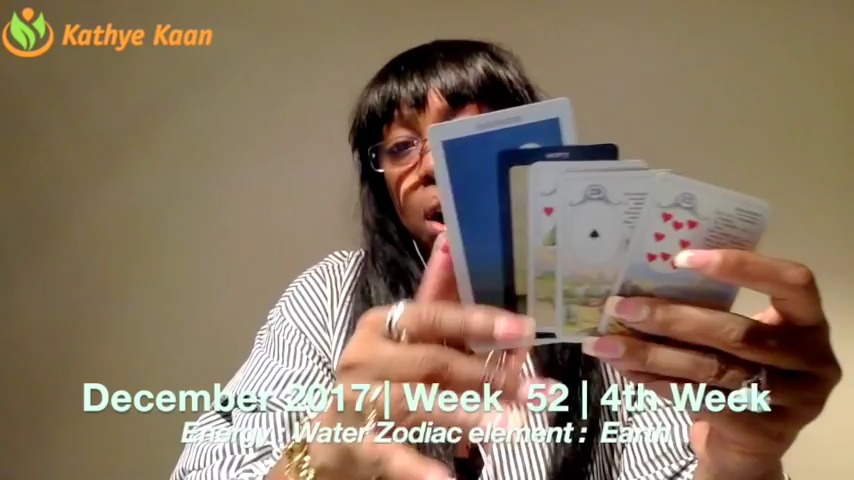 Kathye Kaan
December 2017 | Week 52 | 4th Week
Energy : Water Zodiac element : Earth